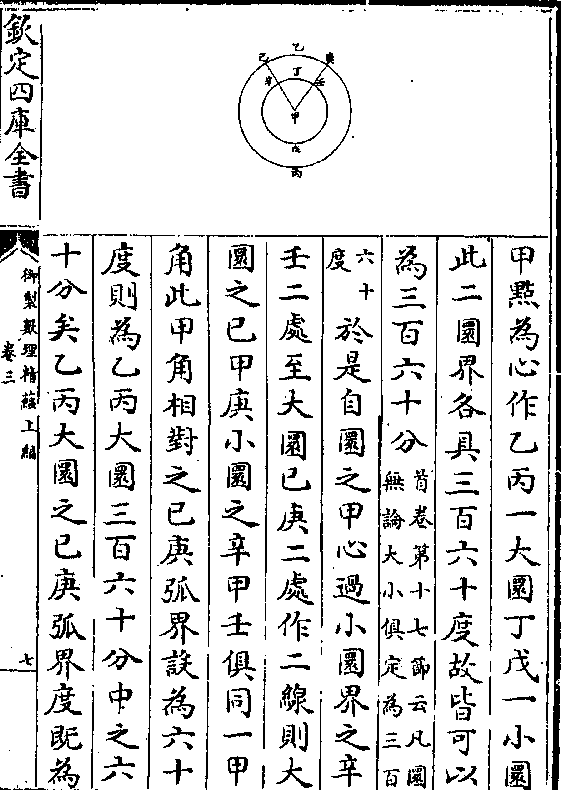 乙
己
庚
丁
辛
壬
甲
戊
丙
甲㸃為心作乙丙一大圜丁戊一小圜
此二圜界各具三百六十度故皆可以
為三百六十分首卷第十七節云凡圜
無論大小俱定為三百
六十
度
於是自圜之甲心過小圜界之辛
壬二處至大圜己庚二處作二線則大
圜之己甲庚小圜之辛甲壬俱同一甲
角此甲角相對之己庚弧界設為六十
度則為乙丙大圜三百六十分中之六
十分矣乙丙大圜之己庚弧界度既為
欽定四庫全書
御製數理精蘊上編
卷三
七